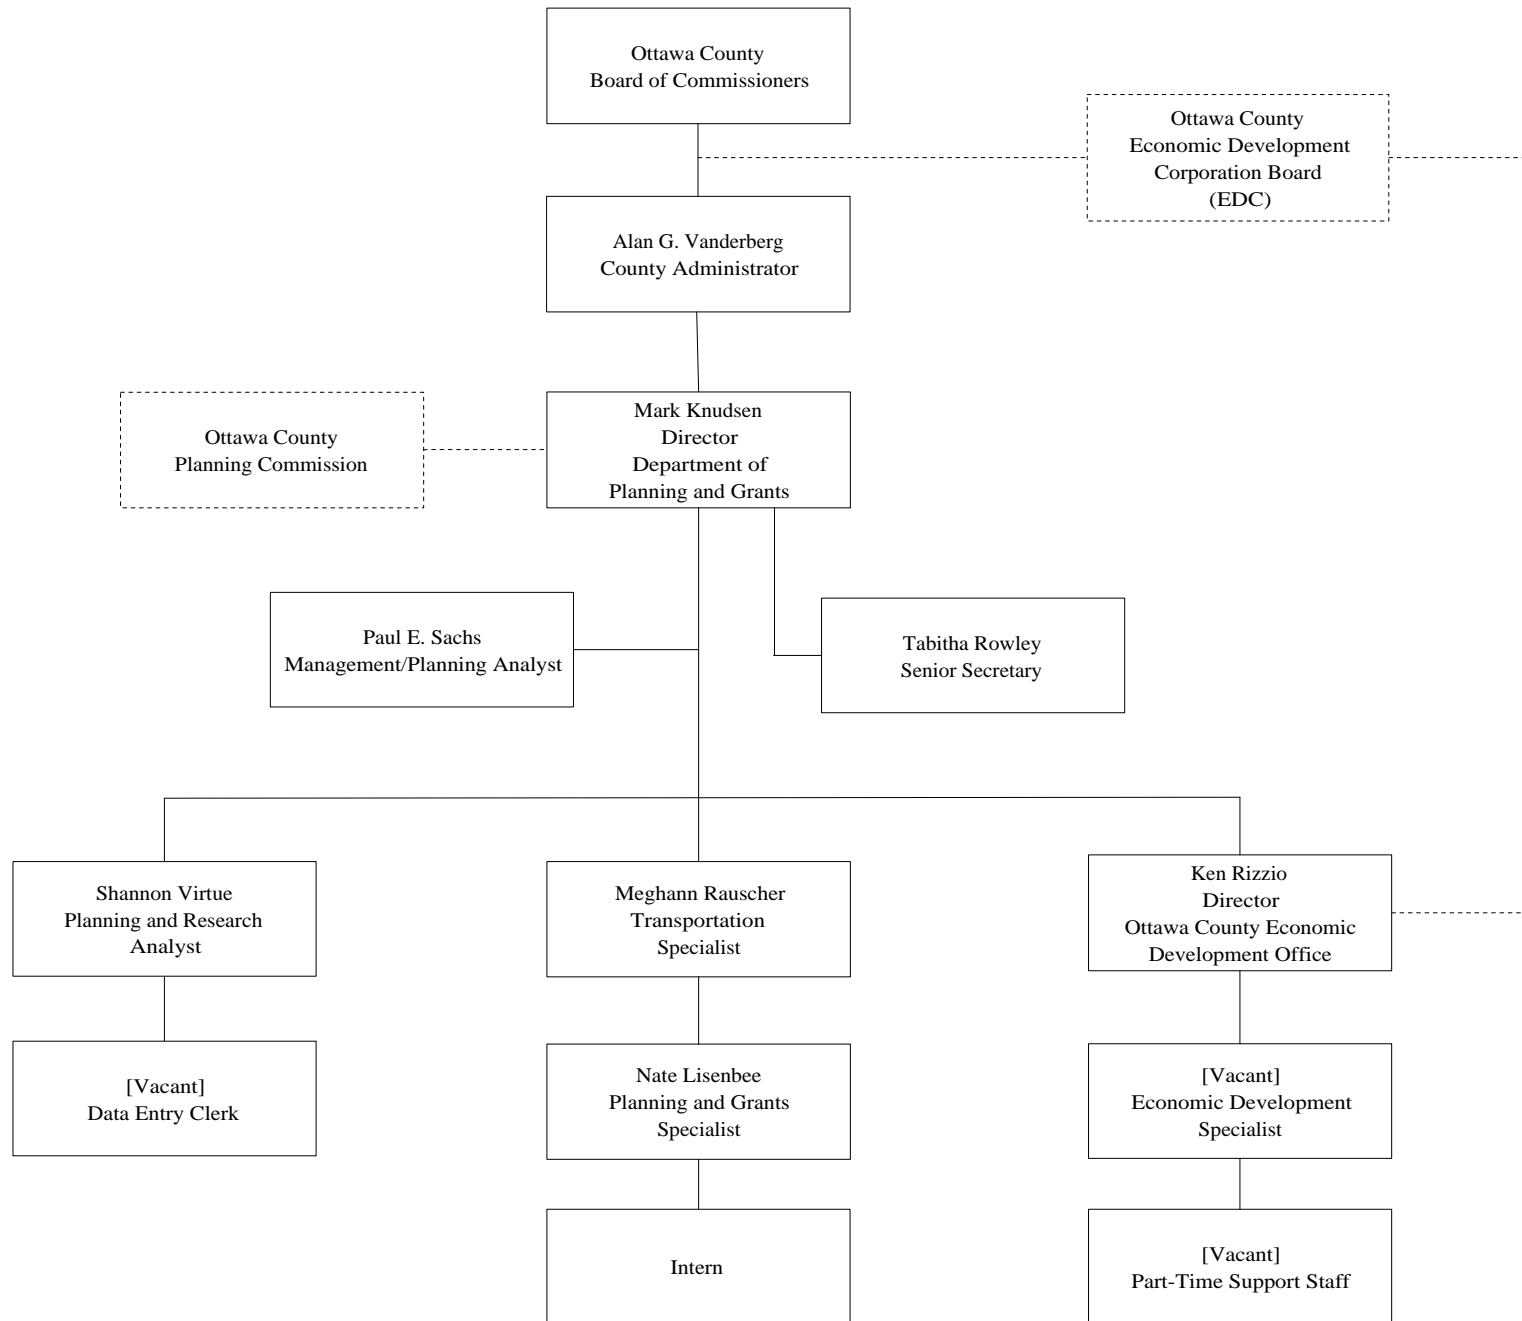 Ottawa County
Board of Commissioners
Ottawa County
Economic Development
Corporation Board
(EDC)
Alan G. Vanderberg
County Administrator
Ottawa County
Planning Commission
Mark Knudsen
Director
Department of
Planning and Grants
Paul E. Sachs
Management/Planning Analyst
Tabitha Rowley
Senior Secretary
Shannon Virtue
Planning and Research
Analyst
Meghann Rauscher
Transportation
Specialist
Ken Rizzio
Director
Ottawa County Economic
Development Office
[Vacant]
Data Entry Clerk
Nate Lisenbee
Planning and Grants
Specialist
[Vacant]
Economic Development
Specialist
Intern
[Vacant]
Part-Time Support Staff